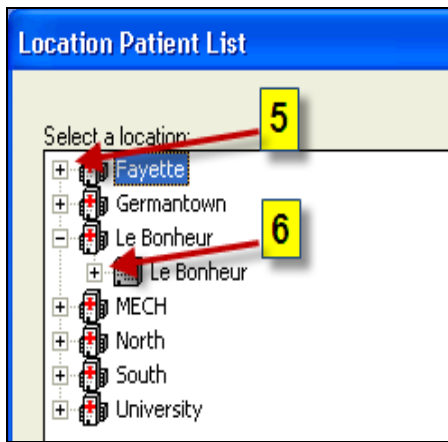 Location Patient List
5
Select a location:
Fayette
Germantown
Le Bonheur
6
Le Bonheur
MECH
North
South
University